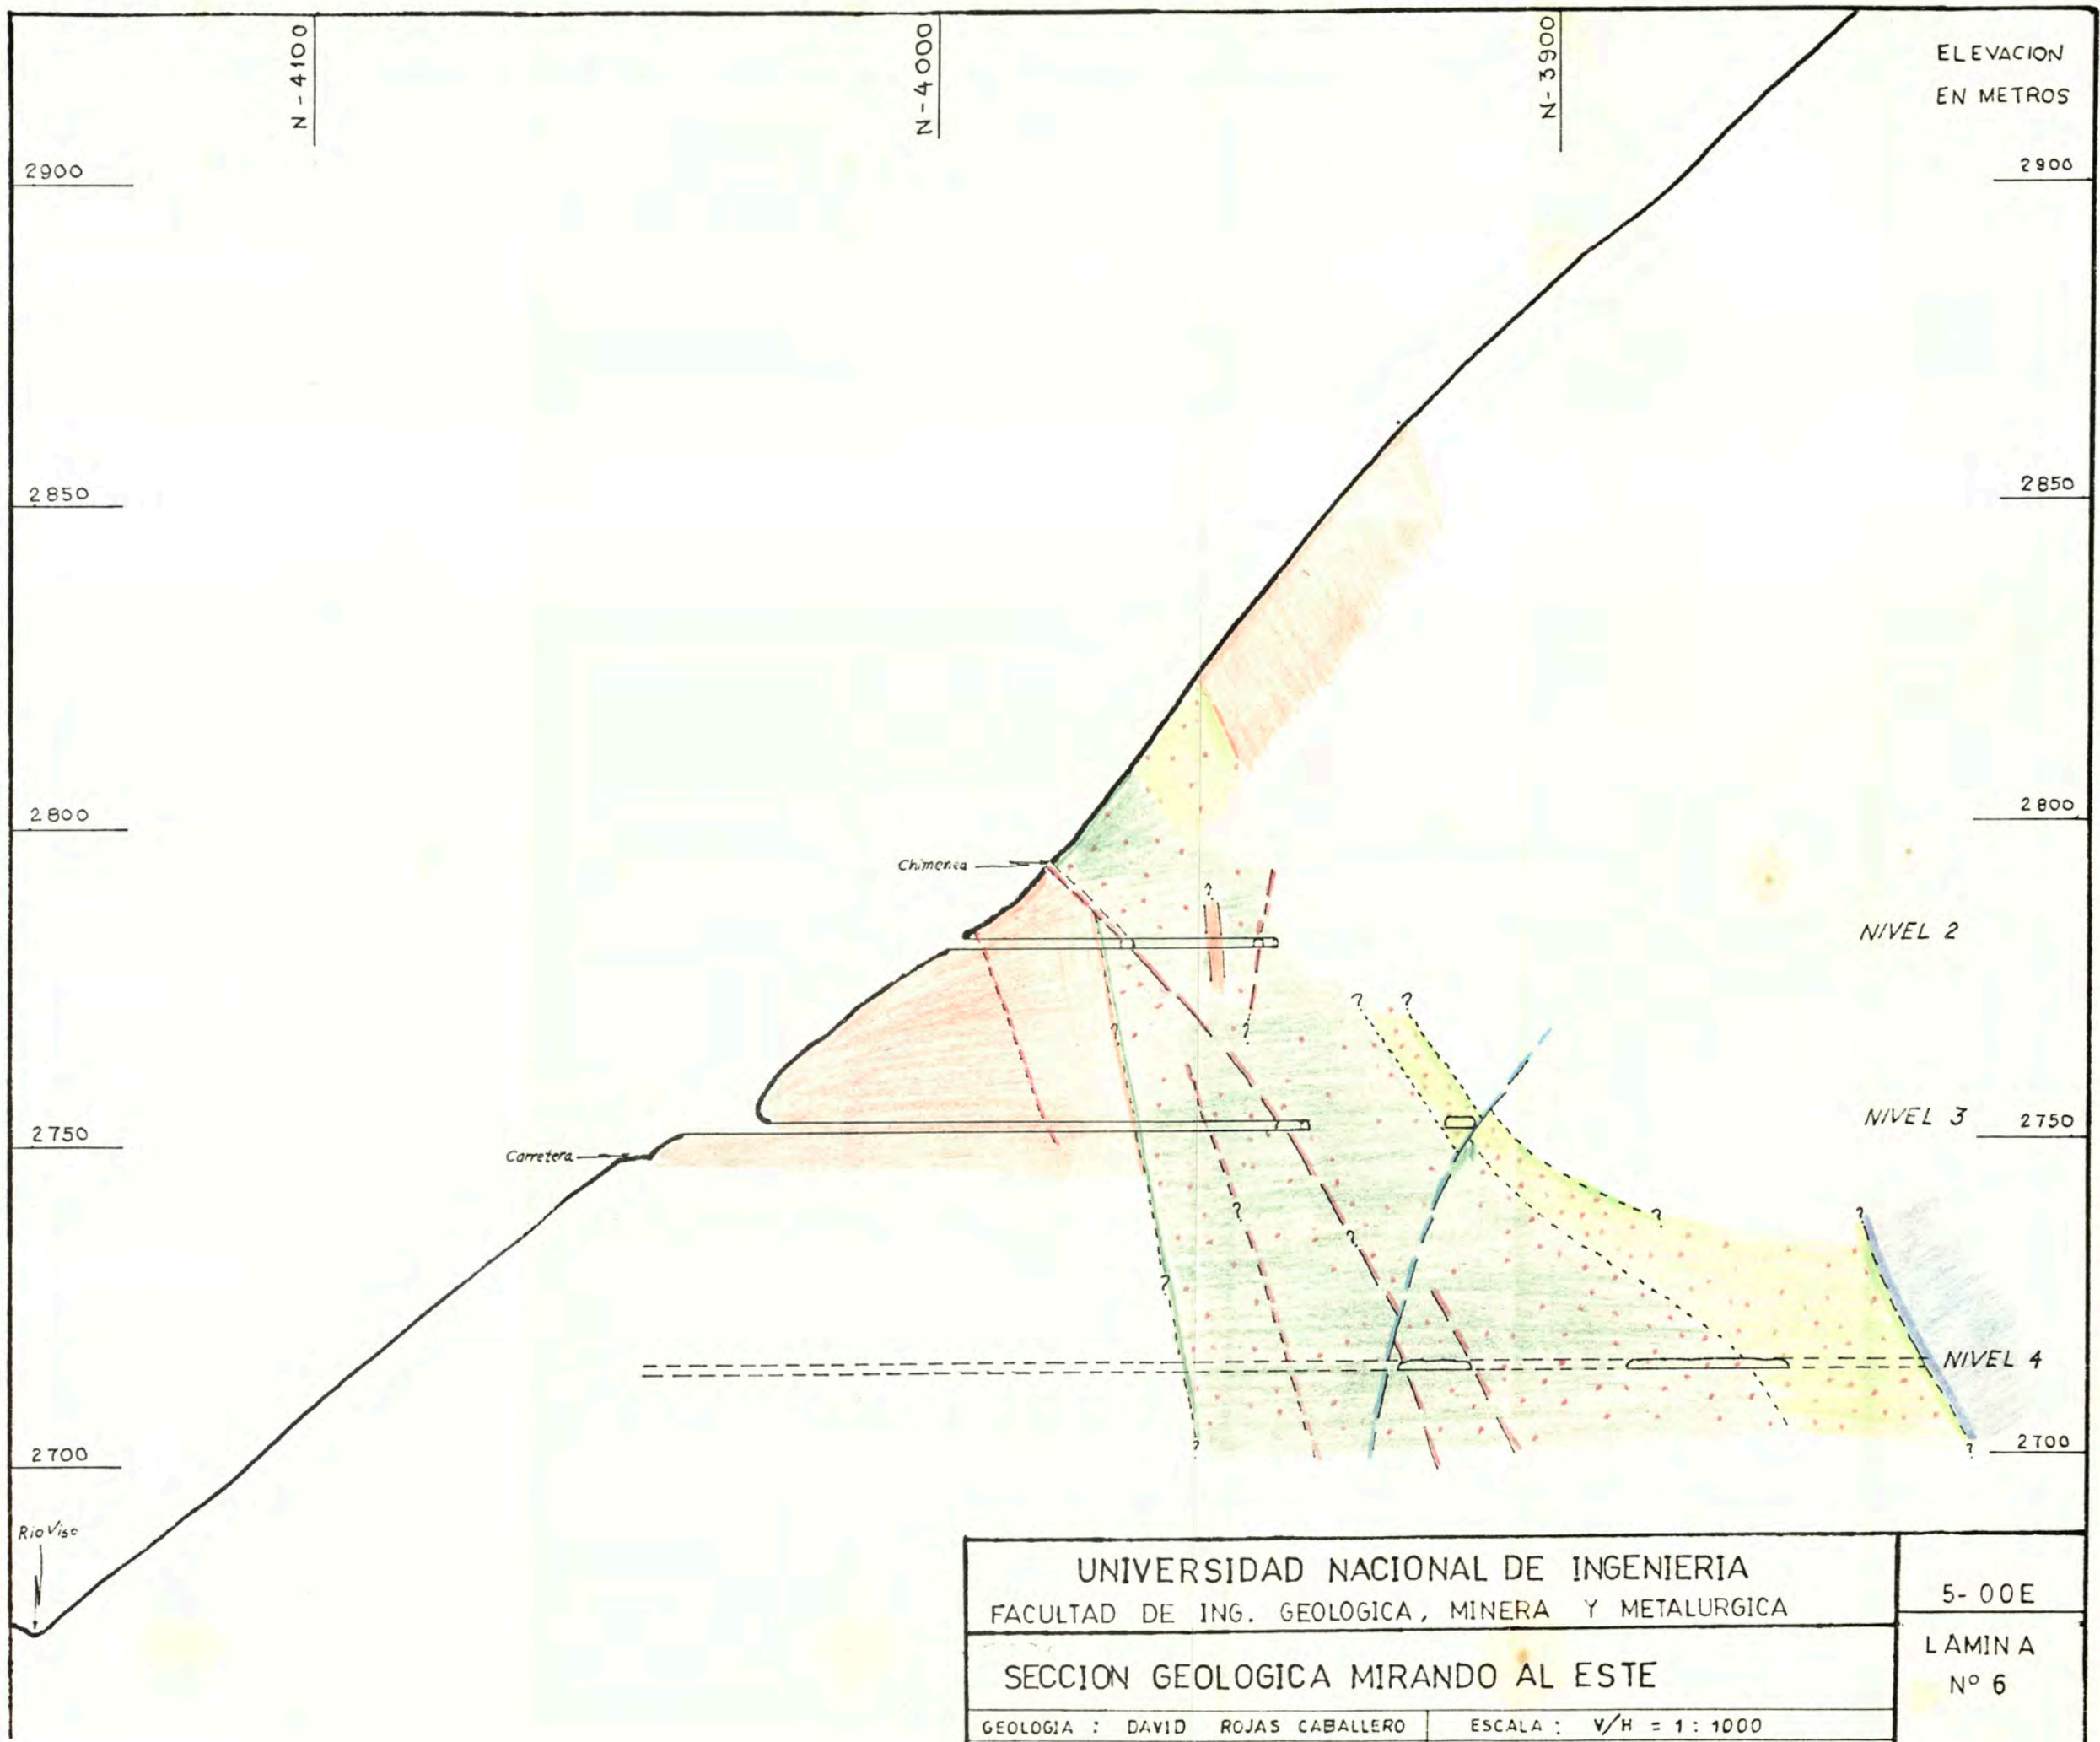 N-4100
N-4000
N-3900
ELEVACION
EN METROS
2900
2900
2850
2850
2800
2800
Chimenea
?
NIVEL 2
? ?
?
?
NIVEL 3
2750
2750
Carretera
?
?
?
?
?
NIVEL 4
?
?
2700
2700
Rio Viso
UNIVERSIDAD NACIONAL DE INGENIERIA
FACULTAD DE ING. GEOLOGICA, MINERA Y METALURGICA
5-00E
SECCION GEOLOGICA MIRANDO AL ESTE
LAMINA
N° 6
GEOLOGIA : DAVID ROJAS CABALLERO
ESCALA : V/H = 1 : 1000